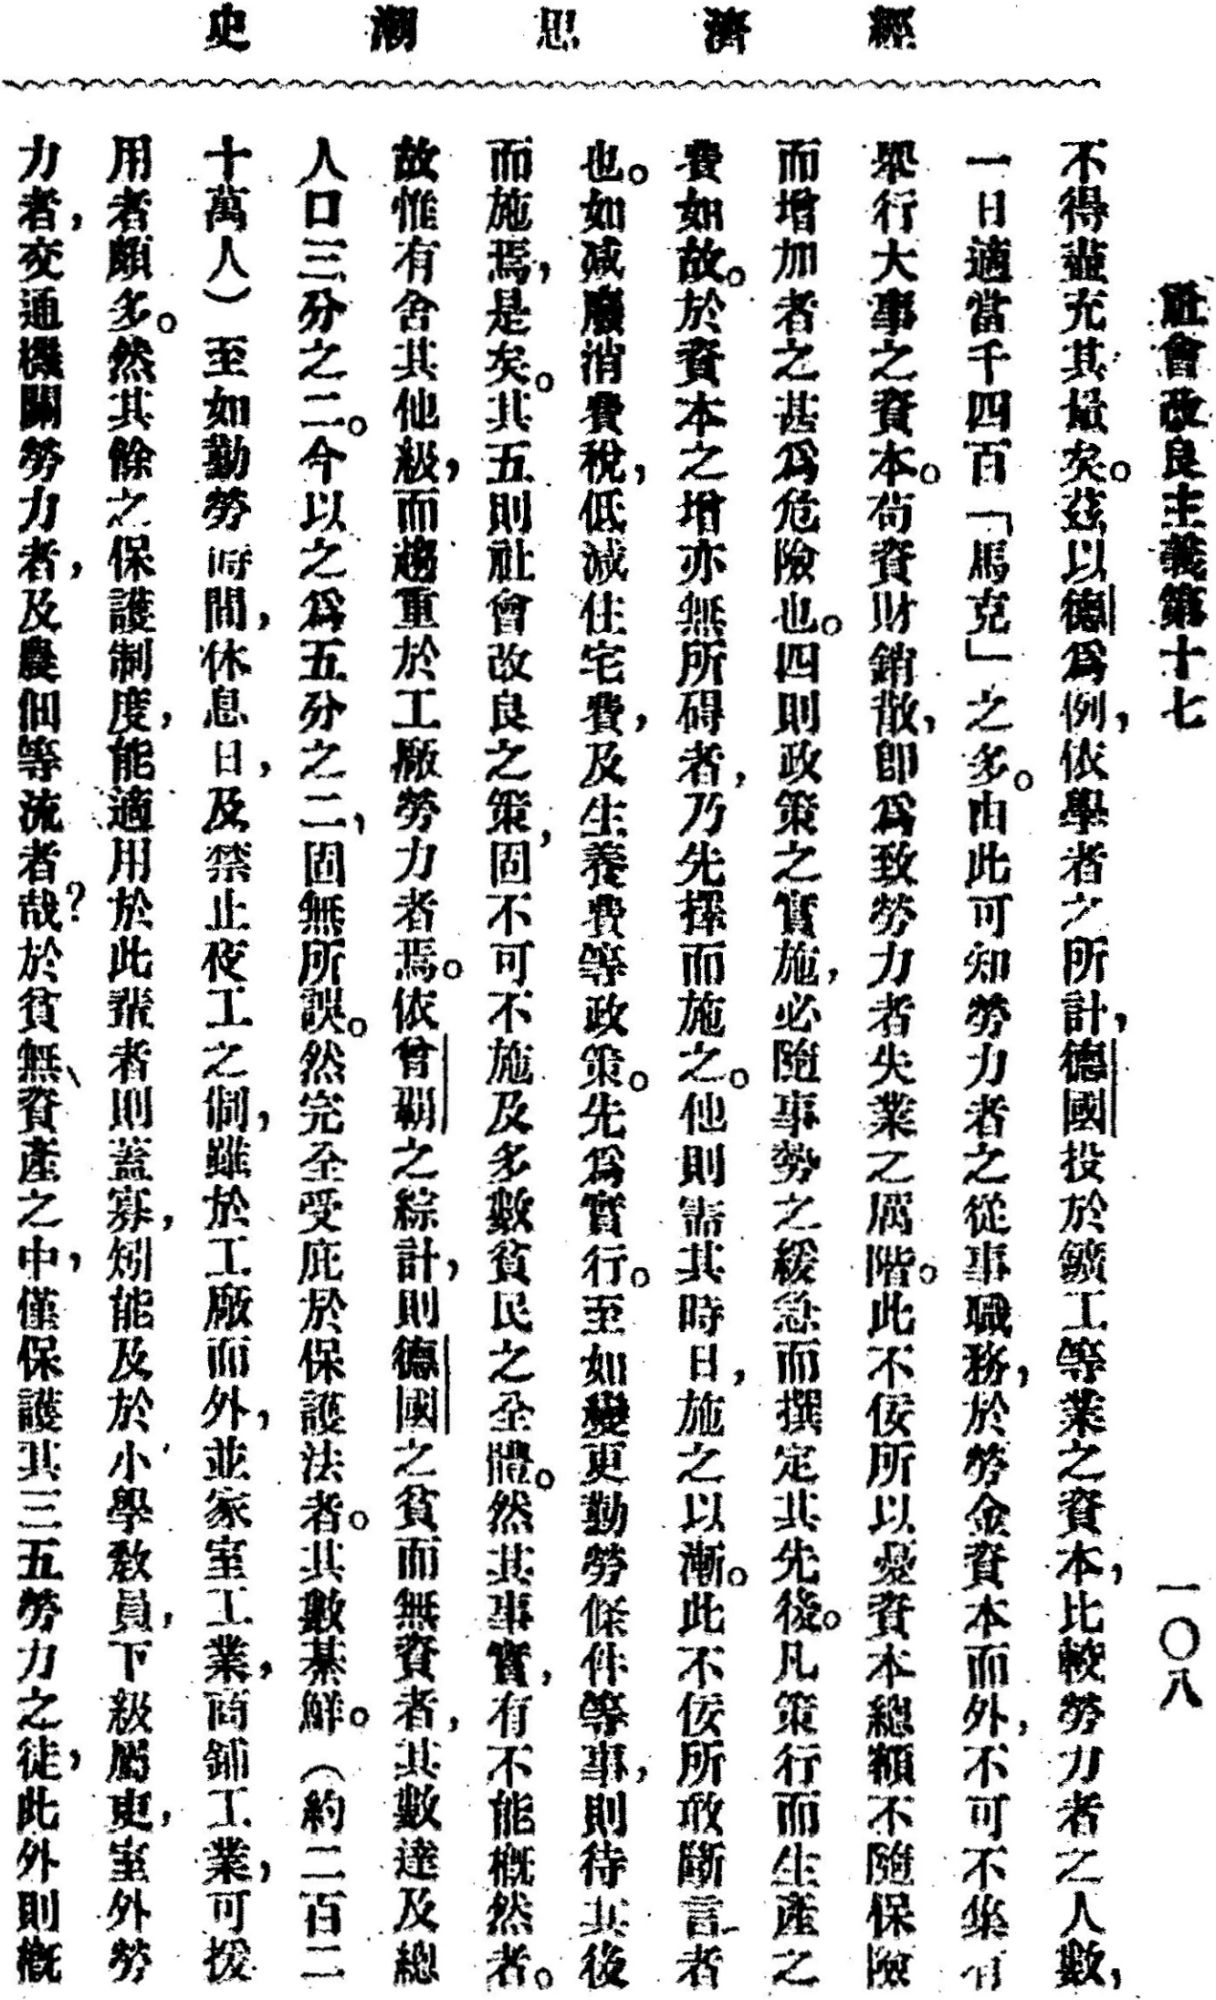 經濟思潮史
社會改良主義第十七
一〇八
不得盡充其量矣。茲以德爲例，依學者之所計，德國投於鑛工等業之資本，比較勞力者之人數，
一日適當千四百「馬克」之多。由此可知勞力者之從事職務，於勞金資本而外，不可不集有
舉行大事之資本。苟資財銷散，卽爲致勞力者失業之厲階。此不佞所以憂資本總額不隨保險
而增加者之甚爲危險也。四則政策之實施，必隨事勢之緩急而撰定其先後。凡策行而生產之
費如故。於資本之增亦無所碍者，乃先擇而施之。他則需其時日，施之以漸。此不佞所敢斷言者
也。如減廢消費稅，低減住宅費，及生養費等政策。先爲實行。至如變更勤勞條件等事，則待其後
而施焉，是矣。其五則社會改良之策，固不可不施及多數貧民之全體。然其事實，有不能槪然者。
故惟有舍其他級，而趨重於工廠勞力者焉。依曾覇之綜計，則德國之貧而無資者，其數達及總
人口三分之二。今以之爲五分之二，固無所誤。然完全受庇於保護法者。其數綦鮮。（約二百二
十萬人）至如勤勞時間，休息日，及禁止夜工之制，雖於工廠而外，並家室工業，商鋪工業，可援
用者頗多。然其餘之保護制度，能適用於此輩者則蓋寡，矧能及於小學敎員，下級屬吏，室外勞
力者，交通機關勞力者，及農佃等流者哉？於貧無資產之中，僅保護其三五勞力之徒，此外則槪